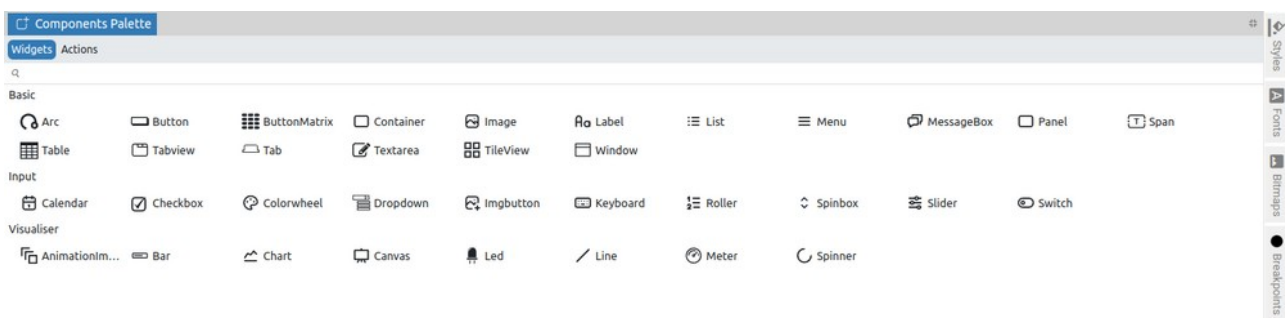 Components Palette
Widgets Actions
Basic
Arc Button ButtonMatrix Container Image Label List Menu MessageBox Panel Span
Table Tabview Tab Textarea TileView Window
Input
Calendar Checkbox Colorwheel Dropdown Imgbutton Keyboard Roller Spinbox Slider Switch
Visualiser
AnimationIm... Bar Chart Canvas Led Line Meter Spinner
Styles
Fonts
Bitmaps
Breakpoints